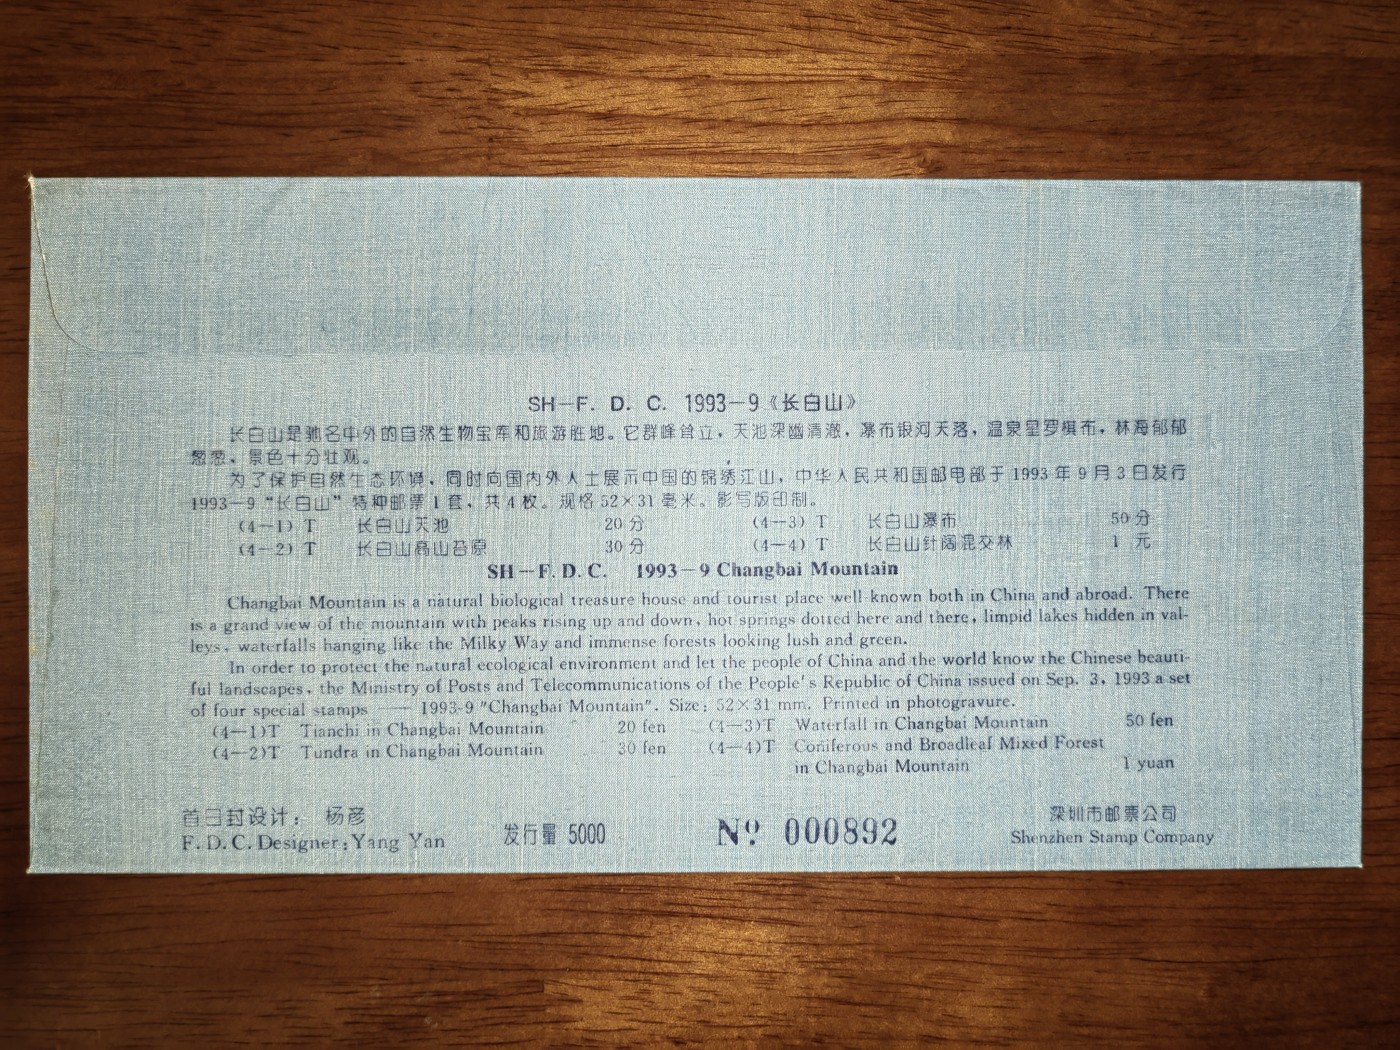 SH－F. D. C. 1993－9《长白山》
长白山是驰名中外的自然生物宝库和旅游胜地。它群峰耸立，天池深幽清澈，瀑布银河天落，温泉星罗棋布，林海郁郁
葱葱，景色十分壮观。
为了保护自然生态环境，同时向国内外人士展示中国的锦绣江山，中华人民共和国邮电部于 1993 年 9 月 3 日发行
1993－9 "长白山" 特种邮票 1 套，共 4 枚。规格 52×31 毫米。影写版印制。
(4－1) T 长白山天池 20 分 (4－3) T 长白山瀑布 50 分
(4－2) T 长白山高山苔原 30 分 (4－4) T 长白山针阔混交林 1 元
SH－F. D. C. 1993－9 Changbai Mountain
Changbai Mountain is a natural biological treasure house and tourist place well known both in China and abroad. There
is a grand view of the mountain with peaks rising up and down, hot springs dotted here and there, limpid lakes hidden in val-
leys, waterfalls hanging like the Milky Way and immense forests looking lush and green.
In order to protect the natural ecological environment and let the people of China and the world know the Chinese beauti-
ful landscapes, the Ministry of Posts and Telecommunications of the People's Republic of China issued on Sep. 3, 1993 a set
of four special stamps —— 1993-9 "Changbai Mountain". Size: 52×31 mm. Printed in photogravure.
(4—1)T Tianchi in Changbai Mountain 20 fen (4—3)T Waterfall in Changbai Mountain 50 fen
(4—2)T Tundra in Changbai Mountain 30 fen (4—4)T Coniferous and Broadleaf Mixed Forest
in Changbai Mountain 1 yuan
首日封设计： 杨彦
F. D. C. Designer: Yang Yan
发行量 5000
№ 000892
深圳市邮票公司
Shenzhen Stamp Company